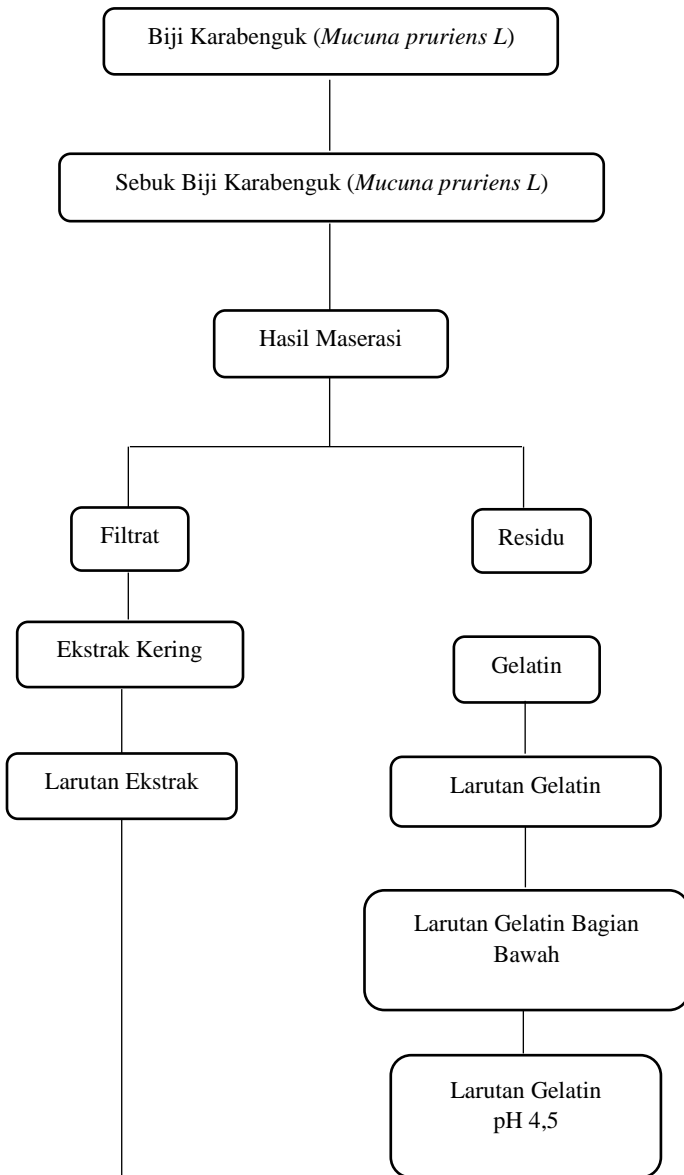 Biji Karabenguk (Mucuna pruriens L)
Sebuk Biji Karabenguk (Mucuna pruriens L)
Hasil Maserasi
Filtrat
Residu
Ekstrak Kering
Gelatin
Larutan Ekstrak
Larutan Gelatin
Larutan Gelatin Bagian
Bawah
Larutan Gelatin
pH 4,5